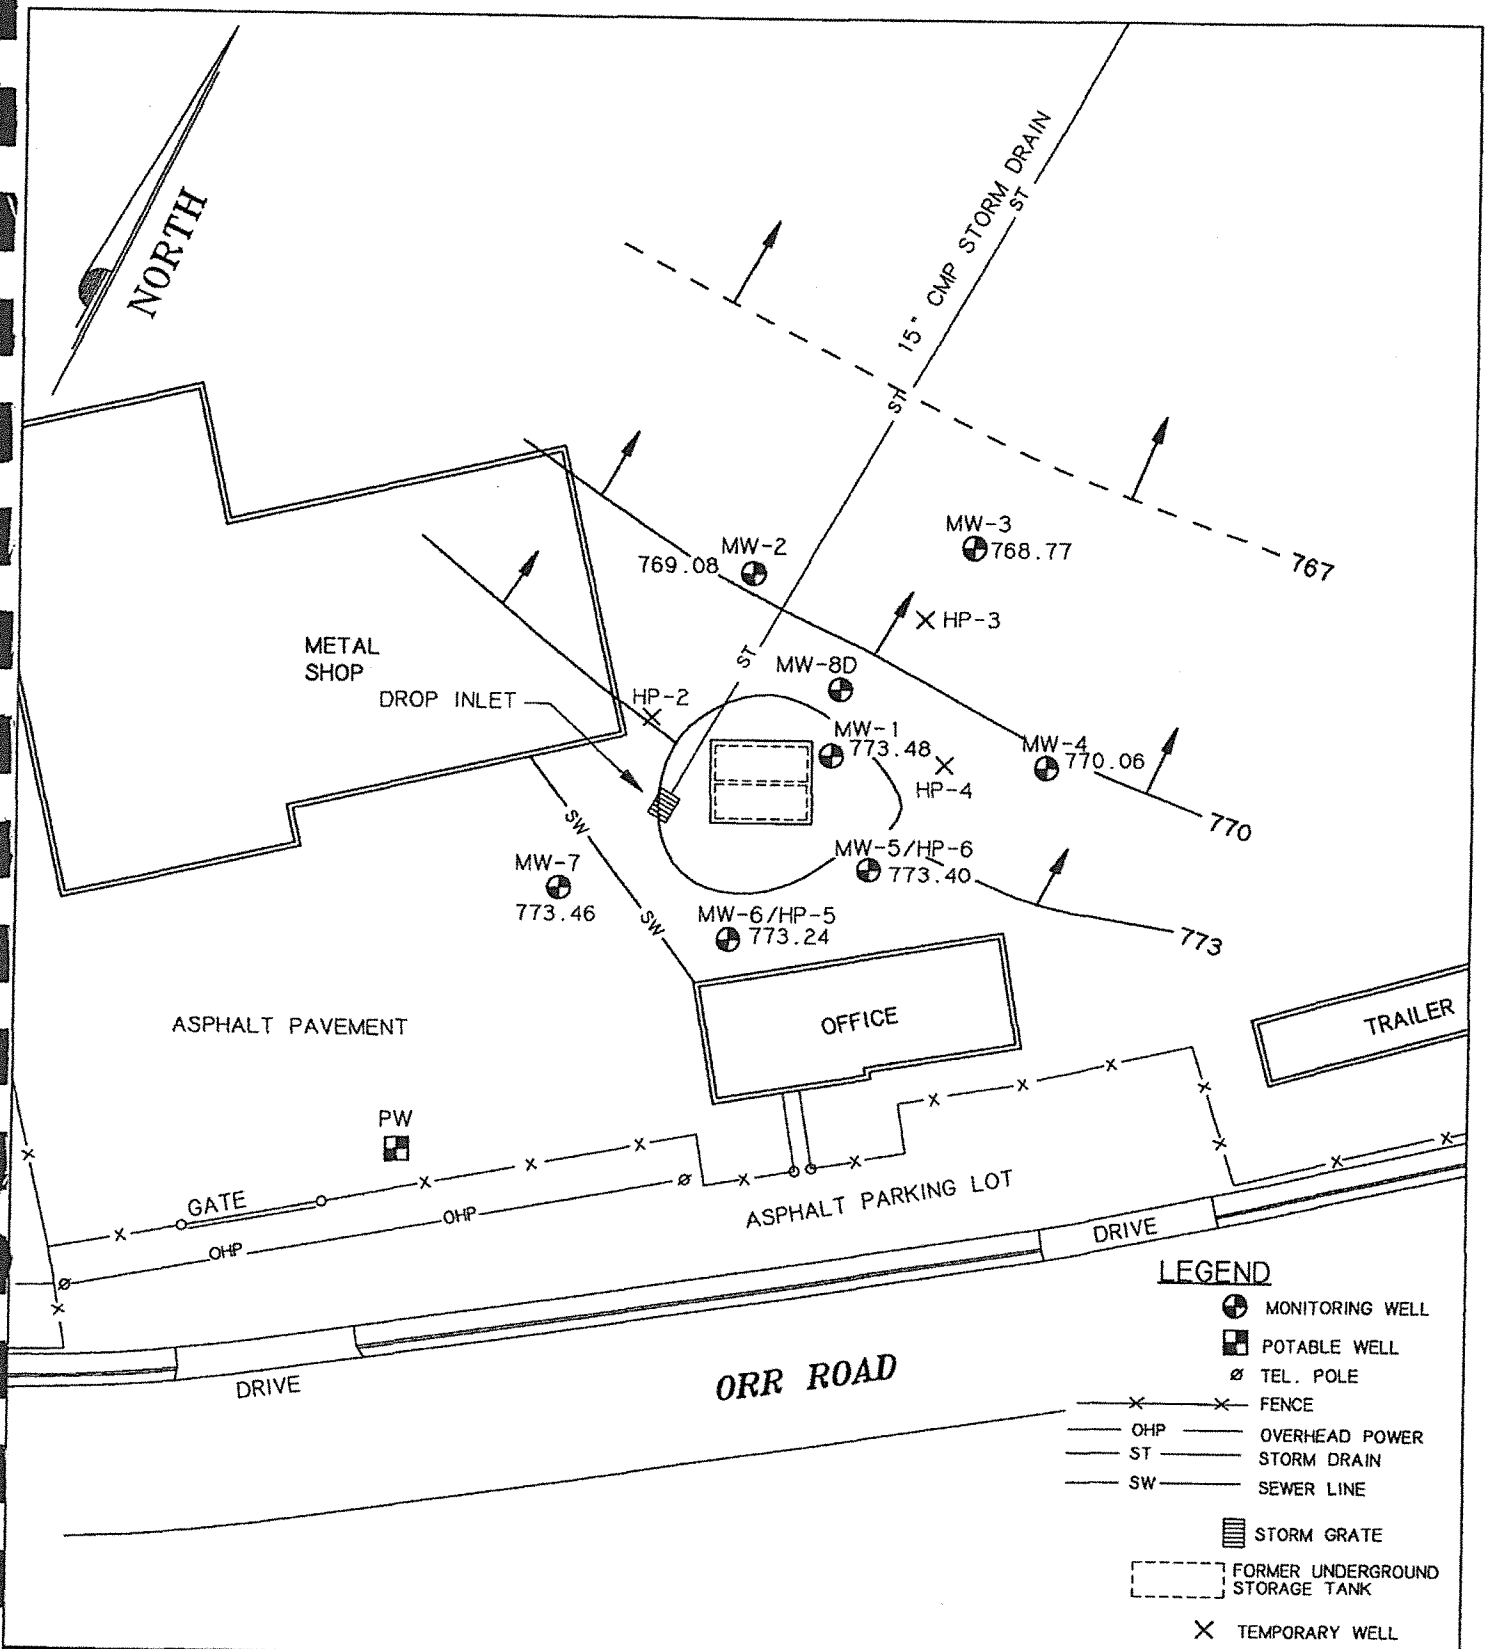 NORTH
15" CMP STORM DRAIN
ST
ST
767
MW-3
768.77
MW-2
769.08
HP-3
METAL
SHOP
ST
MW-8D
DROP INLET
HP-2
MW-1
773.48
MW-4
770.06
HP-4
770
SW
MW-5/HP-6
773.40
MW-7
773.46
SW
MW-6/HP-5
773.24
773
ASPHALT PAVEMENT
OFFICE
TRAILER
PW
GATE
OHP
OHP
ASPHALT PARKING LOT
DRIVE
DRIVE
ORR ROAD
LEGEND
MONITORING WELL
POTABLE WELL
TEL. POLE
FENCE
OHP OVERHEAD POWER
ST STORM DRAIN
SW SEWER LINE
STORM GRATE
FORMER UNDERGROUND
STORAGE TANK
TEMPORARY WELL